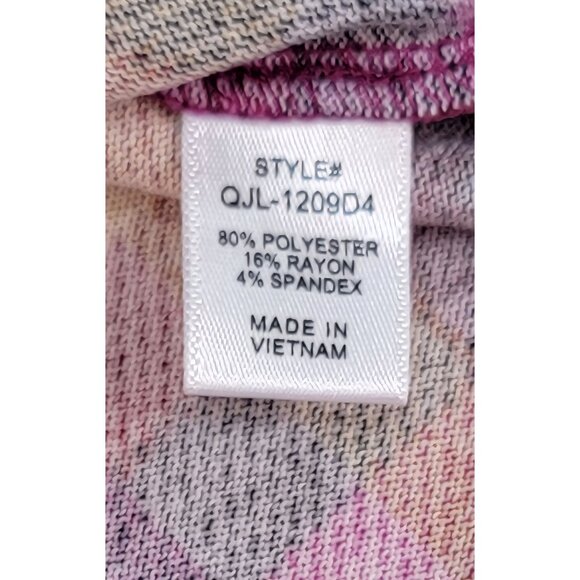 STYLE#
QJL-1209D4
80% POLYESTER
16% RAYON
4% SPANDEX
MADE IN
VIETNAM